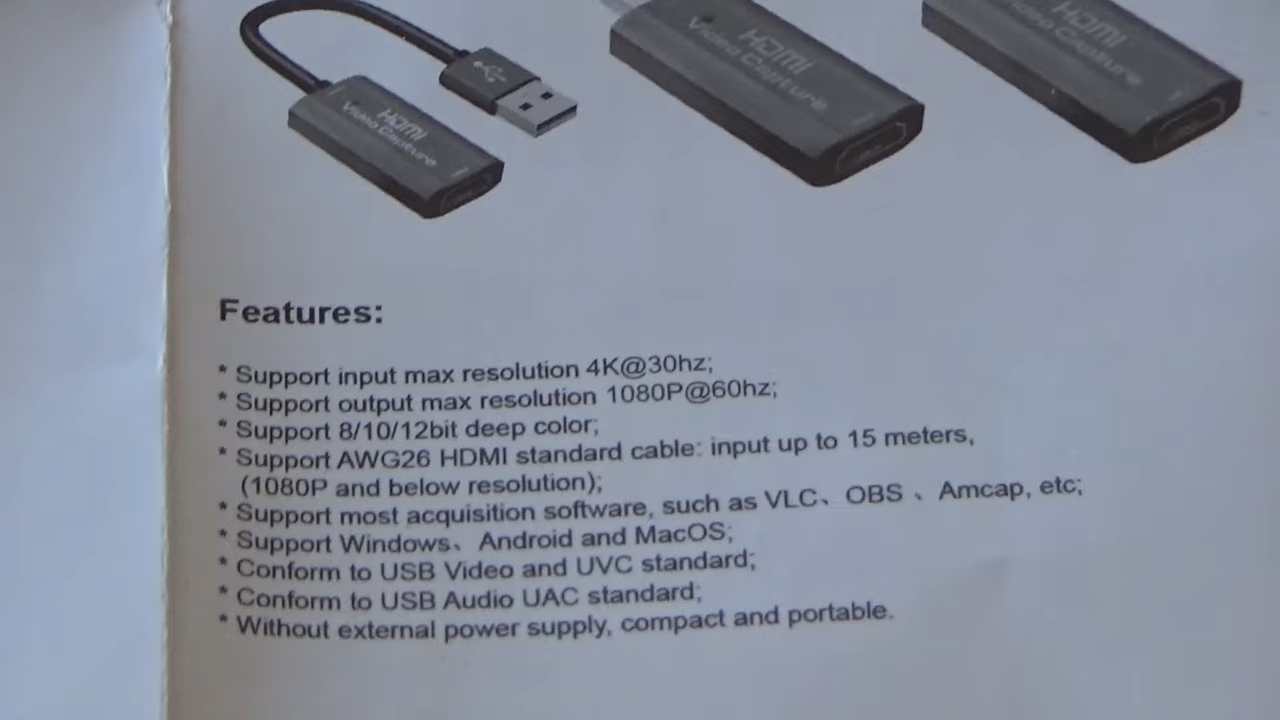 HDMI
Video Capture
HDMI
Video Capture
HDMI
Video Capture
Features:
* Support input max resolution 4K@30hz;
* Support output max resolution 1080P@60hz;
* Support 8/10/12bit deep color;
* Support AWG26 HDMI standard cable: input up to 15 meters,
(1080P and below resolution);
* Support most acquisition software, such as VLC、OBS 、Amcap, etc;
* Support Windows、Android and MacOS;
* Conform to USB Video and UVC standard;
* Conform to USB Audio UAC standard;
* Without external power supply, compact and portable.